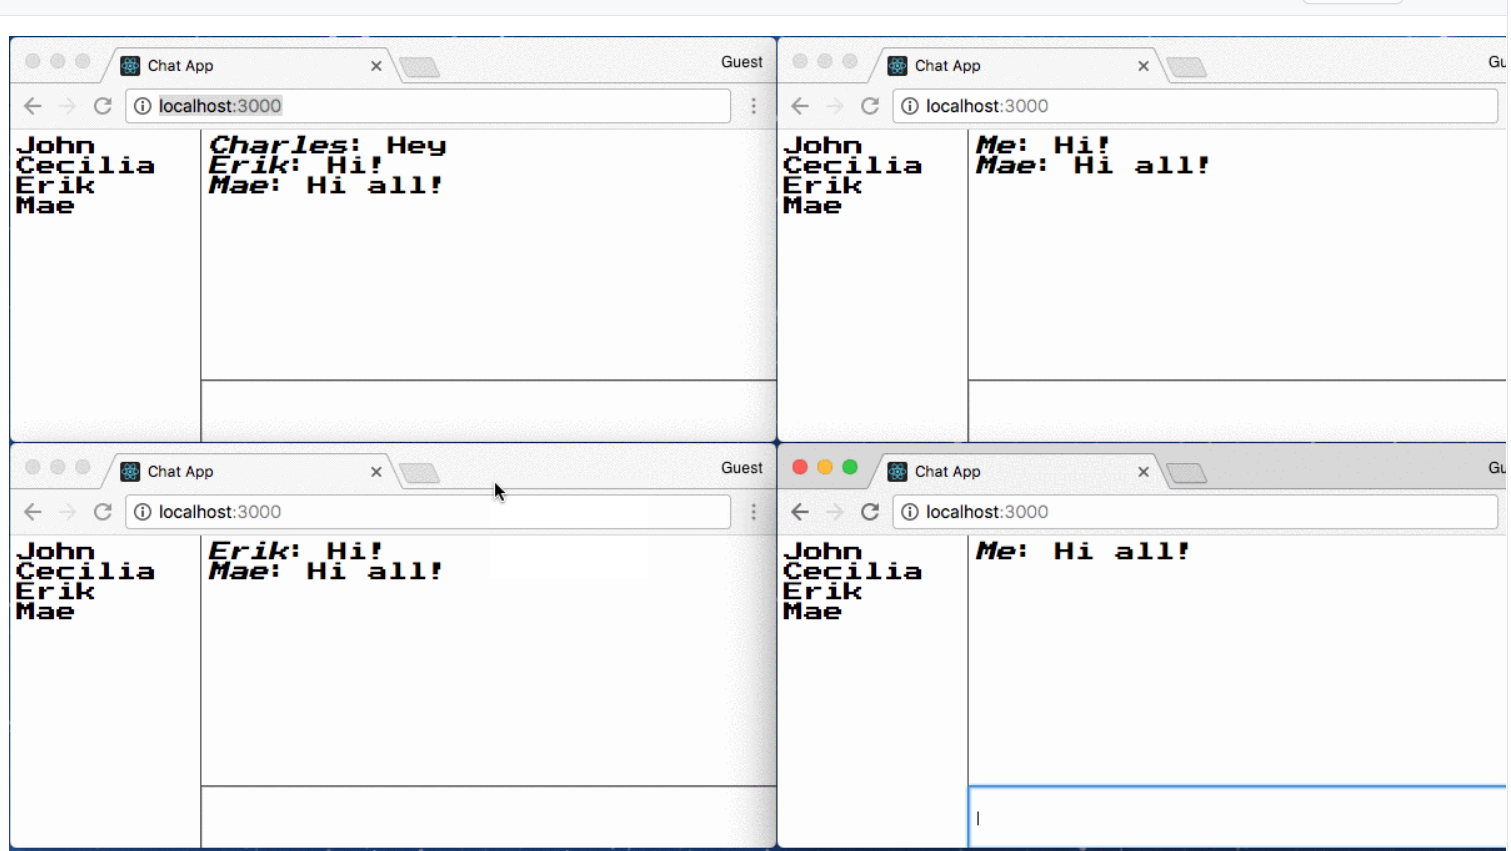 Chat App
Guest
localhost:3000
John
Cecilia
Erik
Mae
Charles: Hey
Erik: Hi!
Mae: Hi all!
Chat App
Gu
localhost:3000
John
Cecilia
Erik
Mae
Me: Hi!
Mae: Hi all!
Chat App
Guest
localhost:3000
John
Cecilia
Erik
Mae
Erik: Hi!
Mae: Hi all!
Chat App
Gu
localhost:3000
John
Cecilia
Erik
Mae
Me: Hi all!